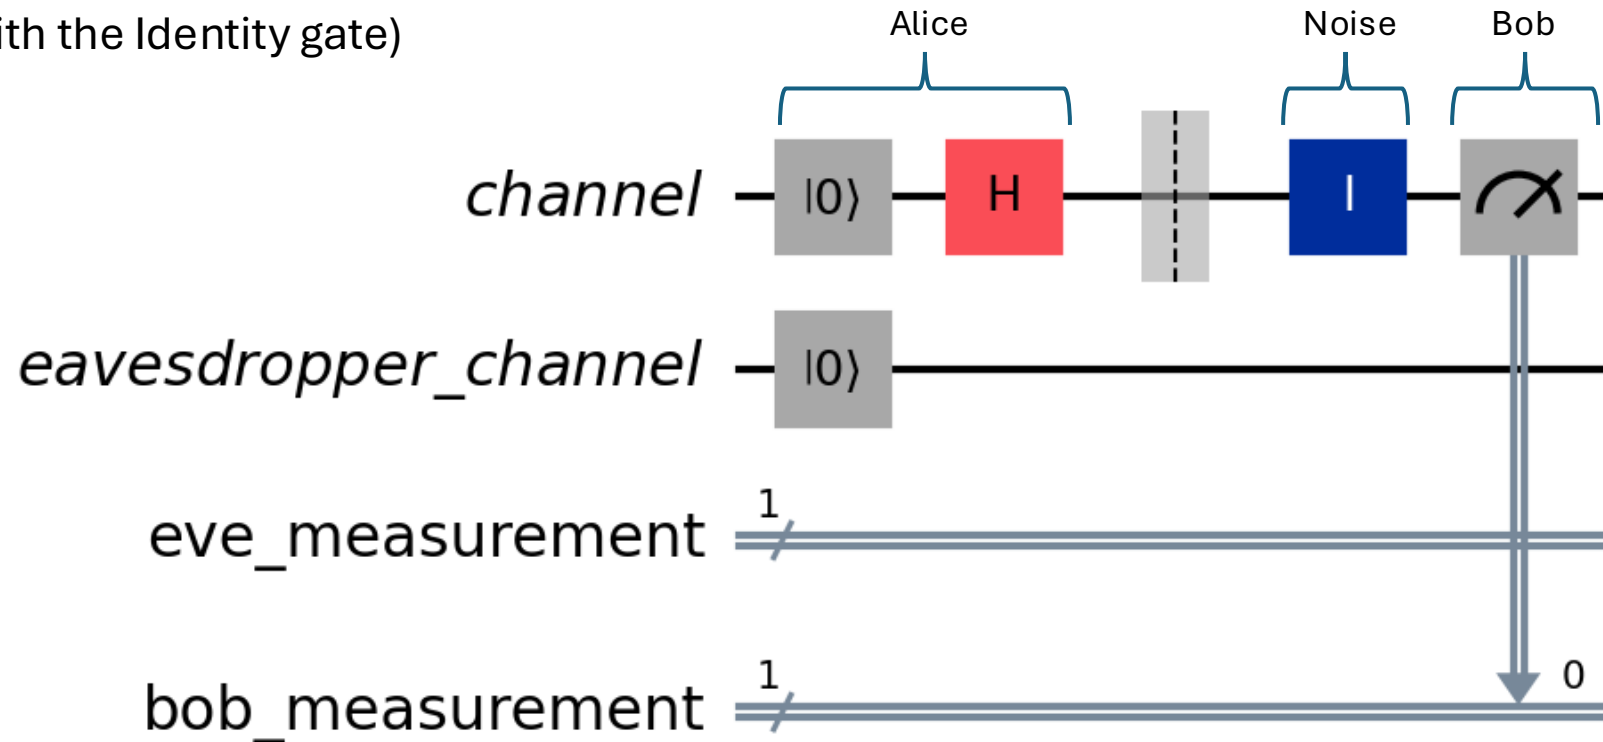 ith the Identity gate)
Alice Noise Bob
channel |0⟩ H I
eavesdropper_channel |0⟩
1
eve_measurement
1 0
bob_measurement